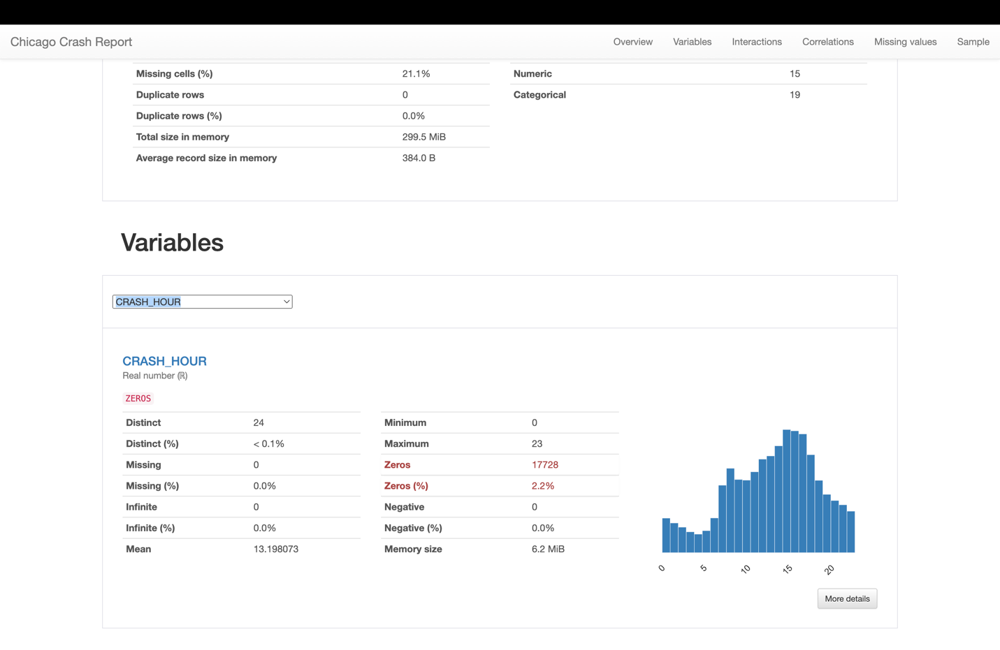 Chicago Crash Report Overview Variables Interactions Correlations Missing values Sample
Missing cells (%) 21.1%
Duplicate rows 0
Duplicate rows (%) 0.0%
Total size in memory 299.5 MiB
Average record size in memory 384.0 B
Numeric 15
Categorical 19
Variables
CRASH_HOUR
CRASH_HOUR
Real number (ℝ)
ZEROS
Distinct 24
Distinct (%) < 0.1%
Missing 0
Missing (%) 0.0%
Infinite 0
Infinite (%) 0.0%
Mean 13.198073
Minimum 0
Maximum 23
Zeros 17728
Zeros (%) 2.2%
Negative 0
Negative (%) 0.0%
Memory size 6.2 MiB
0 5 10 15 20
More details